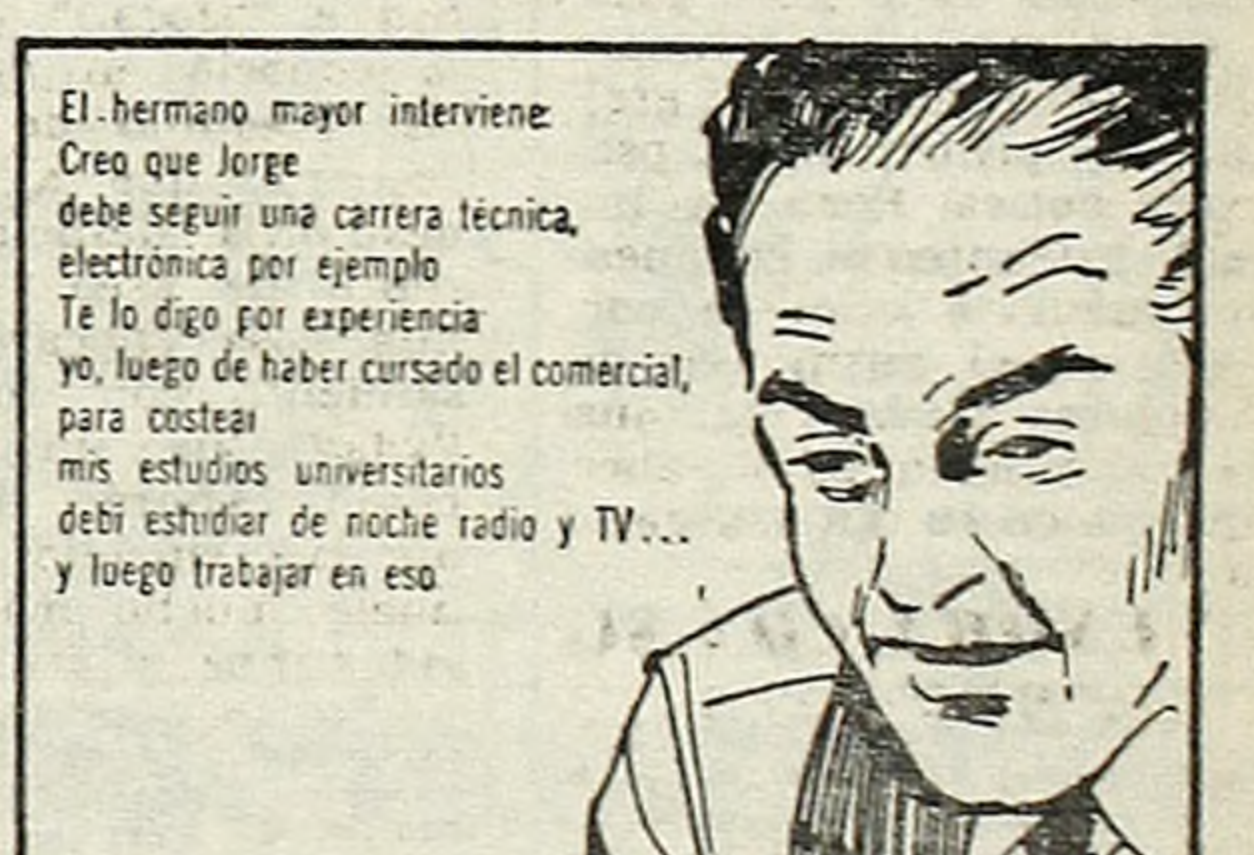 El hermano mayor interviene:
Creo que Jorge
debe seguir una carrera técnica,
electrónica por ejemplo
Te lo digo por experiencia
yo, luego de haber cursado el comercial,
para costear
mis estudios universitarios
debí estudiar de noche radio y TV...
y luego trabajar en eso